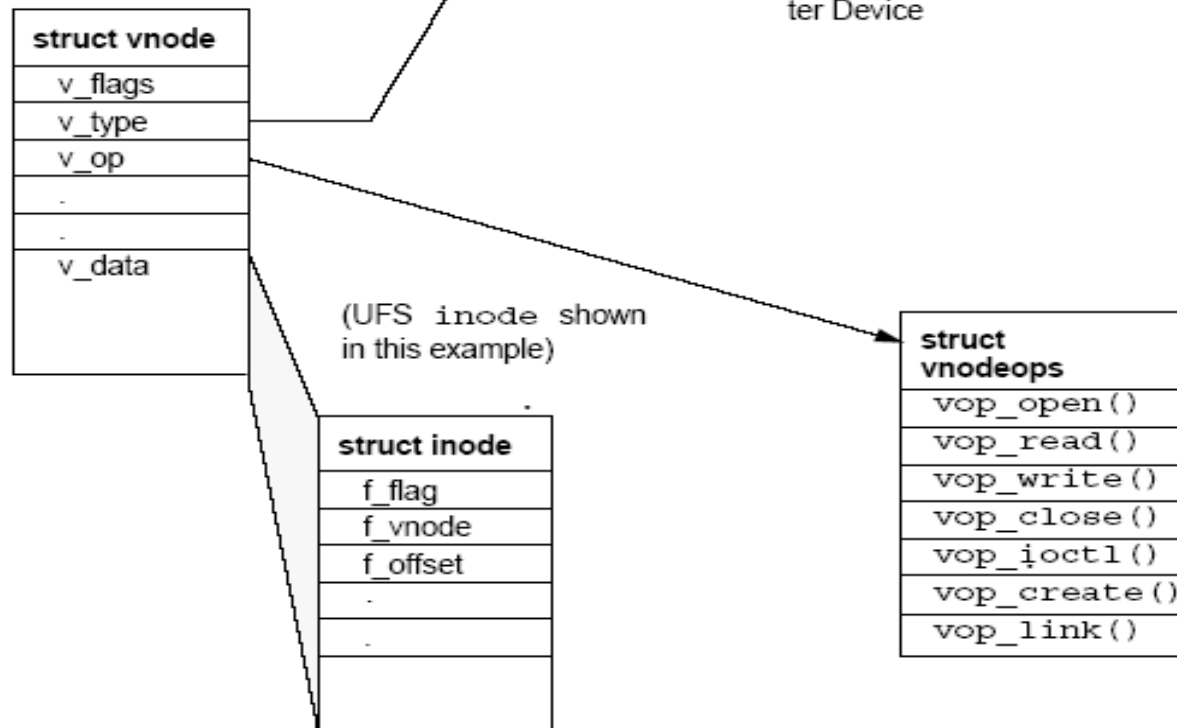 ter Device
struct vnode
v_flags
v_type
v_op
.
.
v_data
(UFS inode shown
in this example)
.
struct inode
f_flag
f_vnode
f_offset
.
.
struct
vnodeops
vop_open()
vop_read()
vop_write()
vop_close()
vop_ioctl()
vop_create()
vop_link()